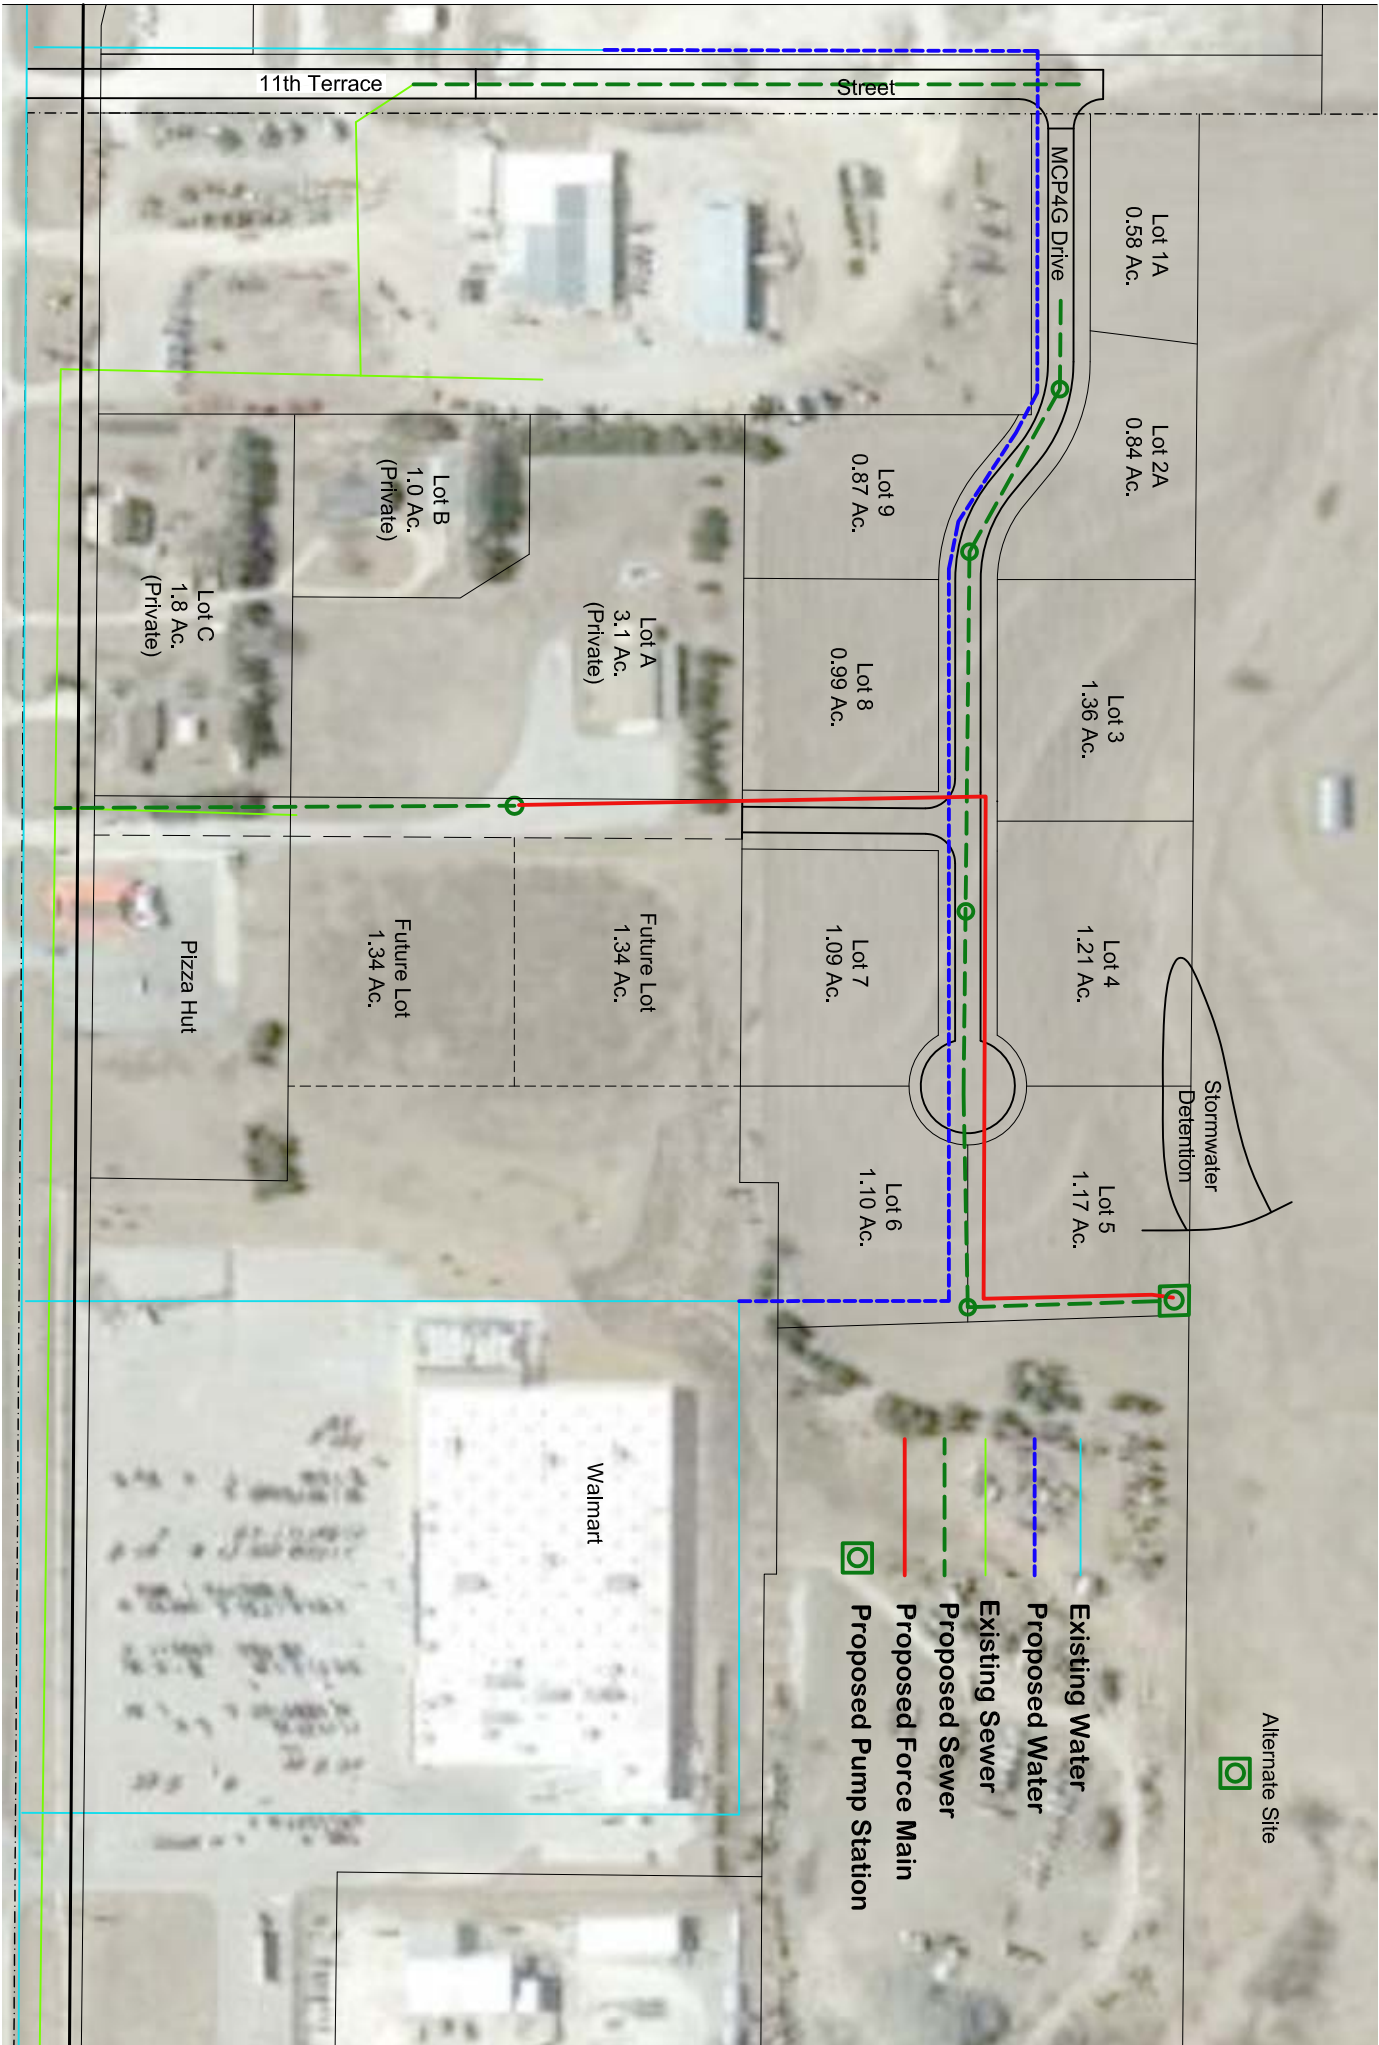 11th Terrace
Street
MCP4G Drive
Lot 1A
0.58 Ac.
Lot 2A
0.84 Ac.
Lot 9
0.87 Ac.
Lot B
1.0 Ac.
(Private)
Lot C
1.8 Ac.
(Private)
Lot A
3.1 Ac.
(Private)
Lot 8
0.99 Ac.
Lot 3
1.36 Ac.
Lot 4
1.21 Ac.
Lot 7
1.09 Ac.
Future Lot
1.34 Ac.
Future Lot
1.34 Ac.
Pizza Hut
Stormwater
Detention
Lot 5
1.17 Ac.
Lot 6
1.10 Ac.
Walmart
Existing Water
Proposed Water
Existing Sewer
Proposed Sewer
Proposed Force Main
Proposed Pump Station
Alternate Site